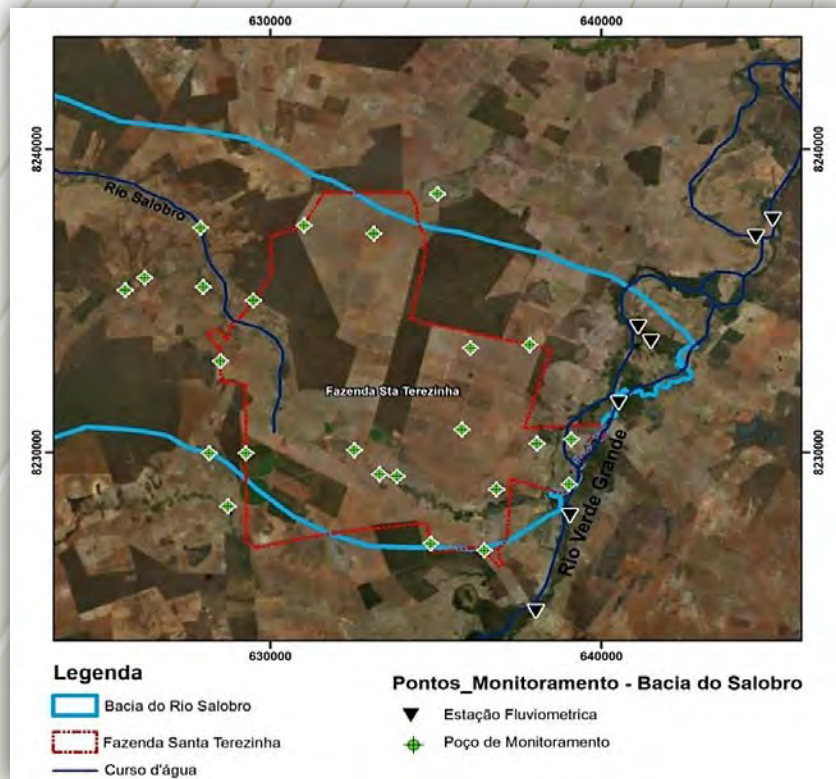 630000
640000
8240000
8240000
Rio Salobro
Fazenda Sta Terezinha
8230000
8230000
Rio Verde Grande
630000
640000
Legenda
Bacia do Rio Salobro
Fazenda Santa Terezinha
Curso d'água
Pontos_Monitoramento - Bacia do Salobro
Estação Fluviometrica
Poço de Monitoramento